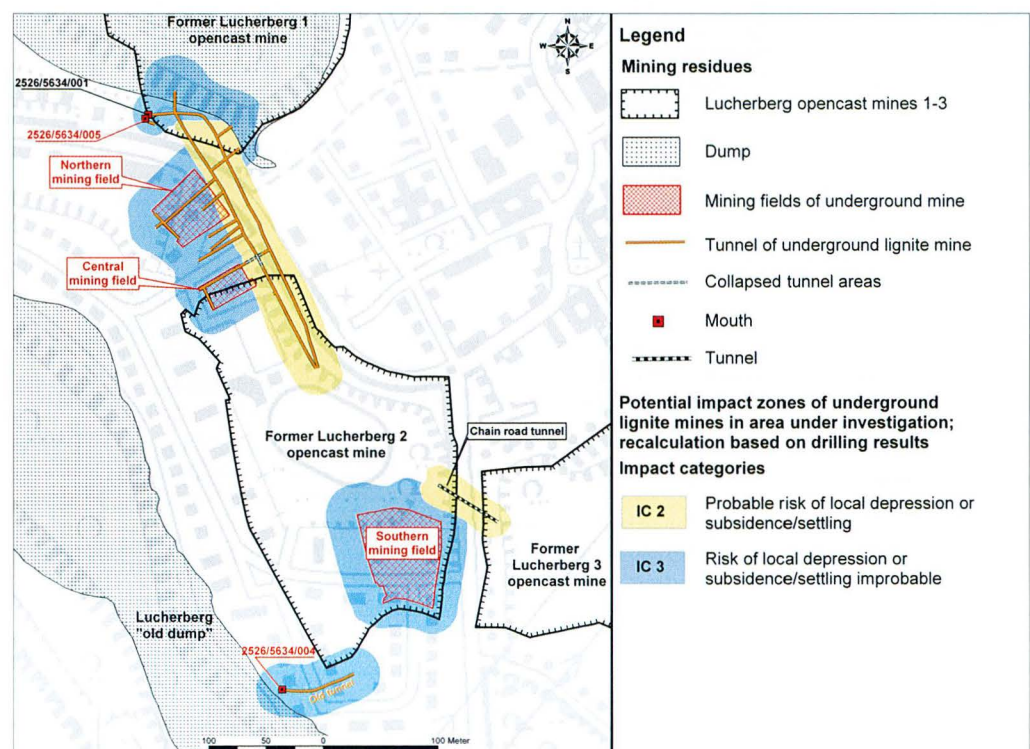 Former Lucherberg 1
opencast mine
2526/5634/001
2526/5634/005
Northern
mining field
Central
mining field
Former Lucherberg 2
opencast mine
Chain road tunnel
Southern
mining field
Former
Lucherberg 3
opencast mine
Lucherberg
"old dump"
2526/5634/004
Old tunnel
N
W
E
S
100
50
0
100 Meter
Legend
Mining residues
Lucherberg opencast mines 1-3
Dump
Mining fields of underground mine
Tunnel of underground lignite mine
Collapsed tunnel areas
Mouth
Tunnel
Potential impact zones of underground
lignite mines in area under investigation;
recalculation based on drilling results
Impact categories
IC 2
Probable risk of local depression or
subsidence/settling
IC 3
Risk of local depression or
subsidence/settling improbable